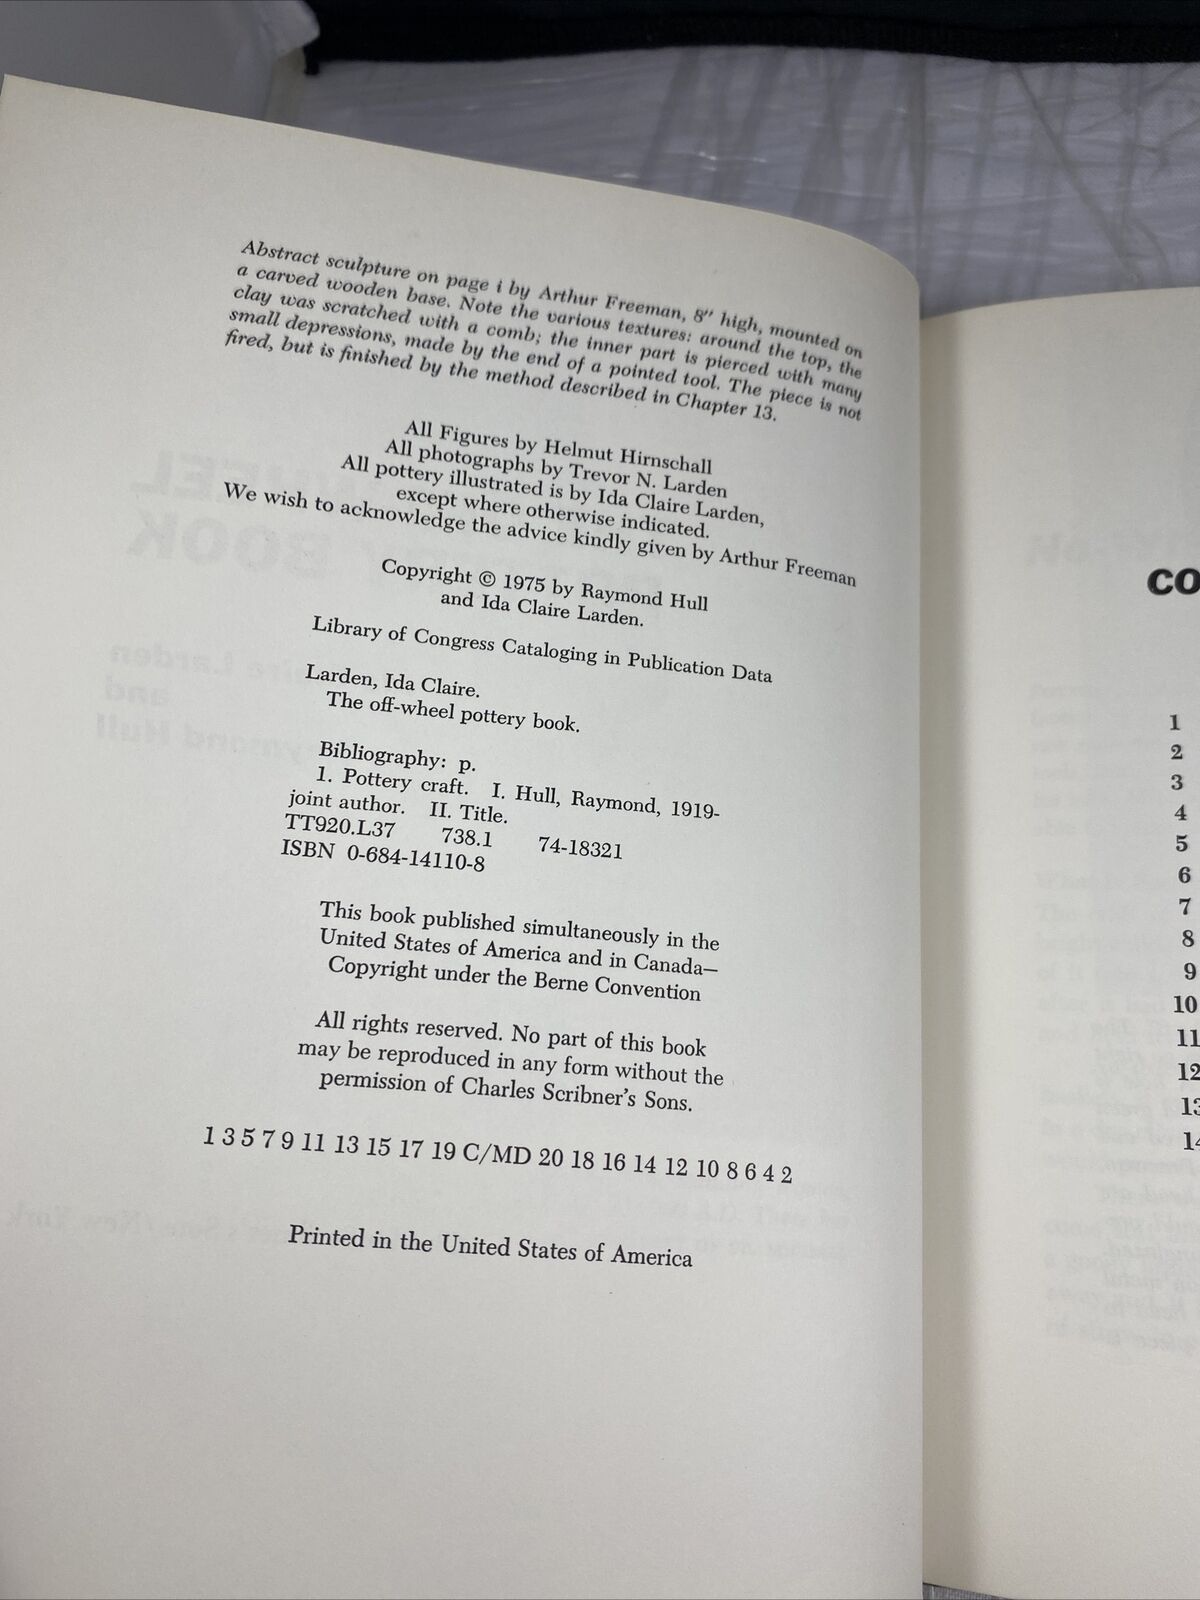 Abstract sculpture on page i by Arthur Freeman, 8" high, mounted on
a carved wooden base. Note the various textures: around the top, the
clay was scratched with a comb; the inner part is pierced with many
small depressions, made by the end of a pointed tool. The piece is not
fired, but is finished by the method described in Chapter 13.
All Figures by Helmut Hirnschall
All photographs by Trevor N. Larden
All pottery illustrated is by Ida Claire Larden,
except where otherwise indicated.
We wish to acknowledge the advice kindly given by Arthur Freeman
Copyright © 1975 by Raymond Hull
and Ida Claire Larden.
Library of Congress Cataloging in Publication Data
Larden, Ida Claire.
The off-wheel pottery book.
Bibliography: p.
1. Pottery craft. I. Hull, Raymond, 1919-
joint author. II. Title.
TT920.L37 738.1 74-18321
ISBN 0-684-14110-8
This book published simultaneously in the
United States of America and in Canada—
Copyright under the Berne Convention
All rights reserved. No part of this book
may be reproduced in any form without the
permission of Charles Scribner's Sons.
1 3 5 7 9 11 13 15 17 19 C/MD 20 18 16 14 12 10 8 6 4 2
Printed in the United States of America
CO
1
2
3
4
5
6
7
8
9
10
11
12
13
14